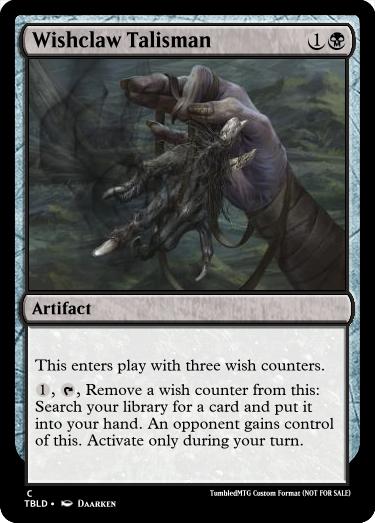 Wishclaw Talisman 1
Artifact
This enters play with three wish counters.
1, , Remove a wish counter from this:
Search your library for a card and put it
into your hand. An opponent gains control
of this. Activate only during your turn.
C
TBLD • DAARKEN
TumbledMTG Custom Format (NOT FOR SALE)